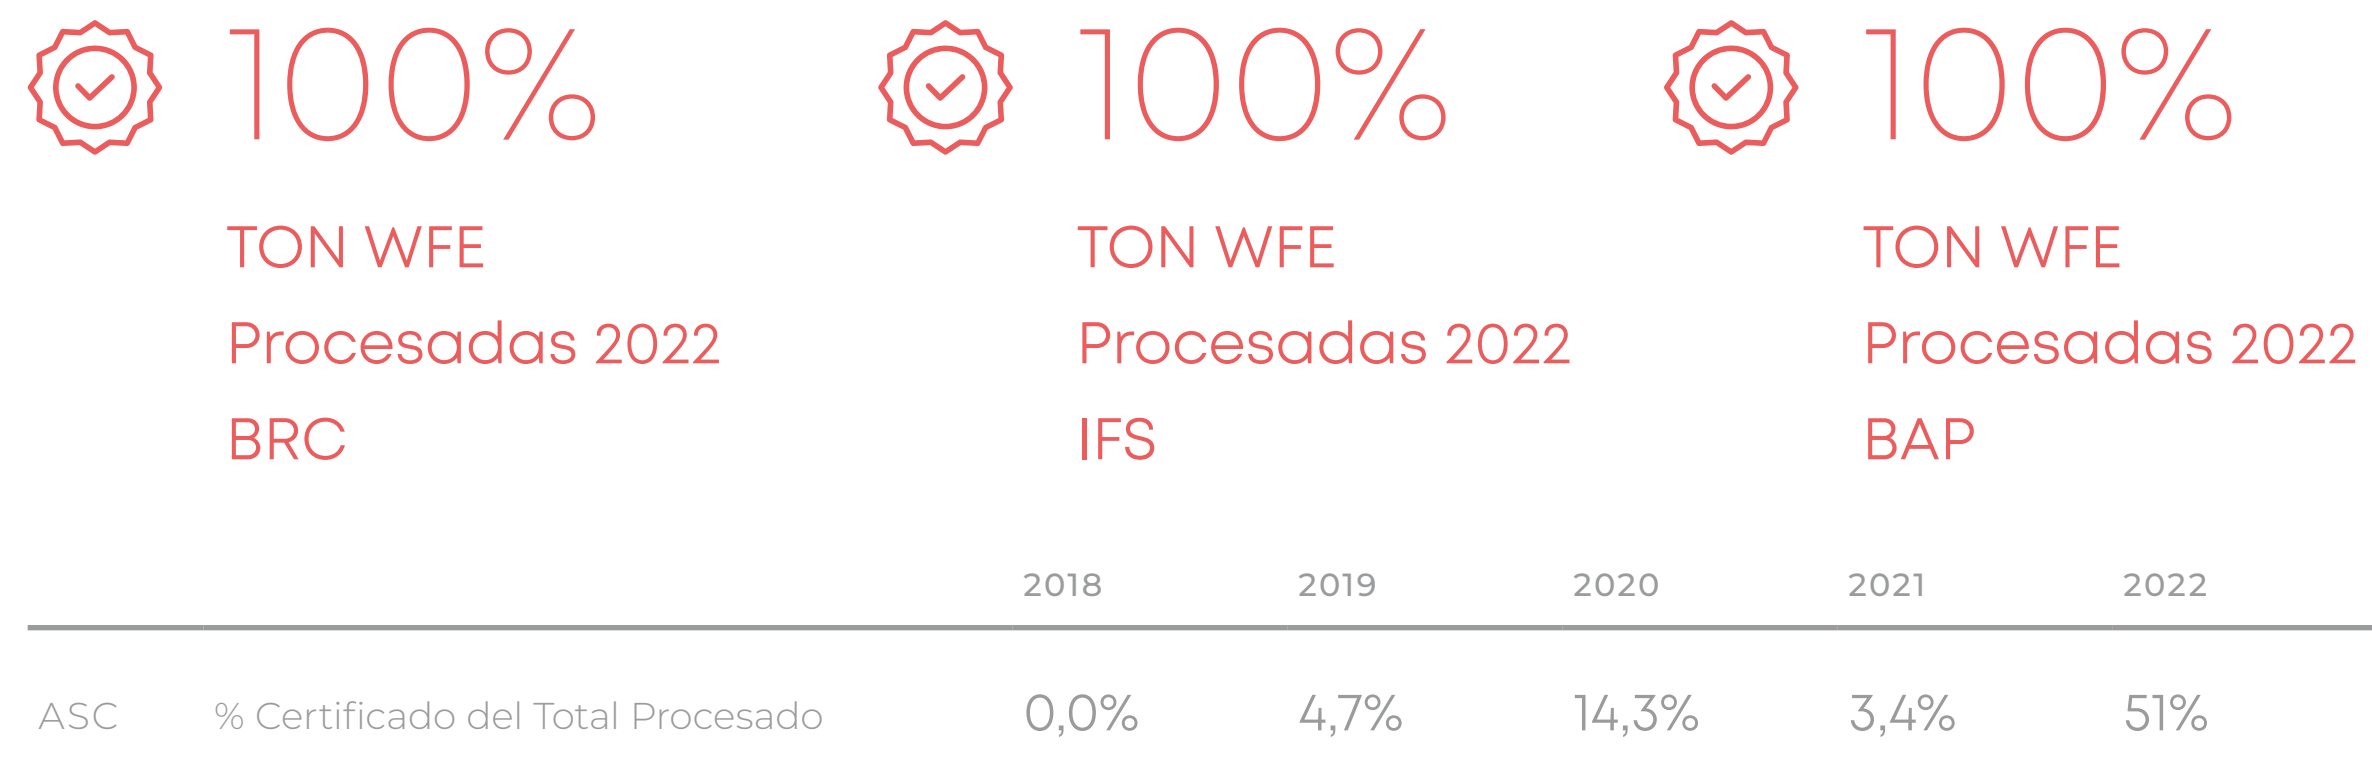 100%
TON WFE
Procesadas 2022
BRC
100%
TON WFE
Procesadas 2022
IFS
100%
TON WFE
Procesadas 2022
BAP
2018 2019 2020 2021 2022
ASC % Certificado del Total Procesado 0,0% 4,7% 14,3% 3,4% 51%